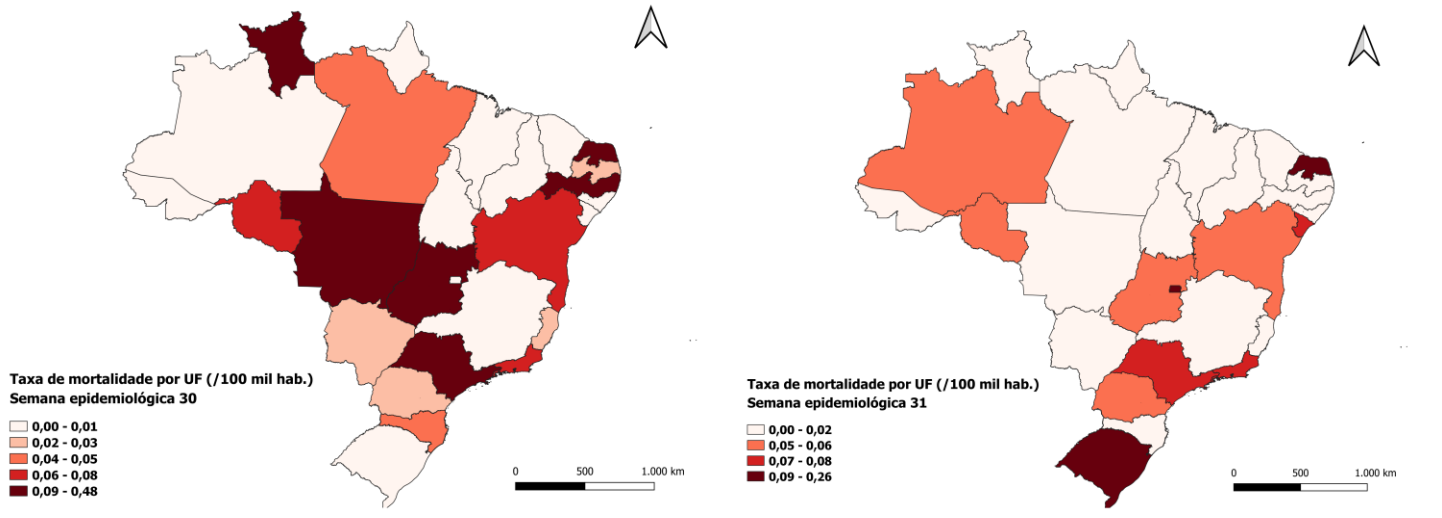 Taxa de mortalidade por UF (/100 mil hab.)
Semana epidemiológica 30
0,00 - 0,01
0,02 - 0,03
0,04 - 0,05
0,06 - 0,08
0,09 - 0,48
0 500 1.000 km
Taxa de mortalidade por UF (/100 mil hab.)
Semana epidemiológica 31
0,00 - 0,02
0,05 - 0,06
0,07 - 0,08
0,09 - 0,26
0 500 1.000 km